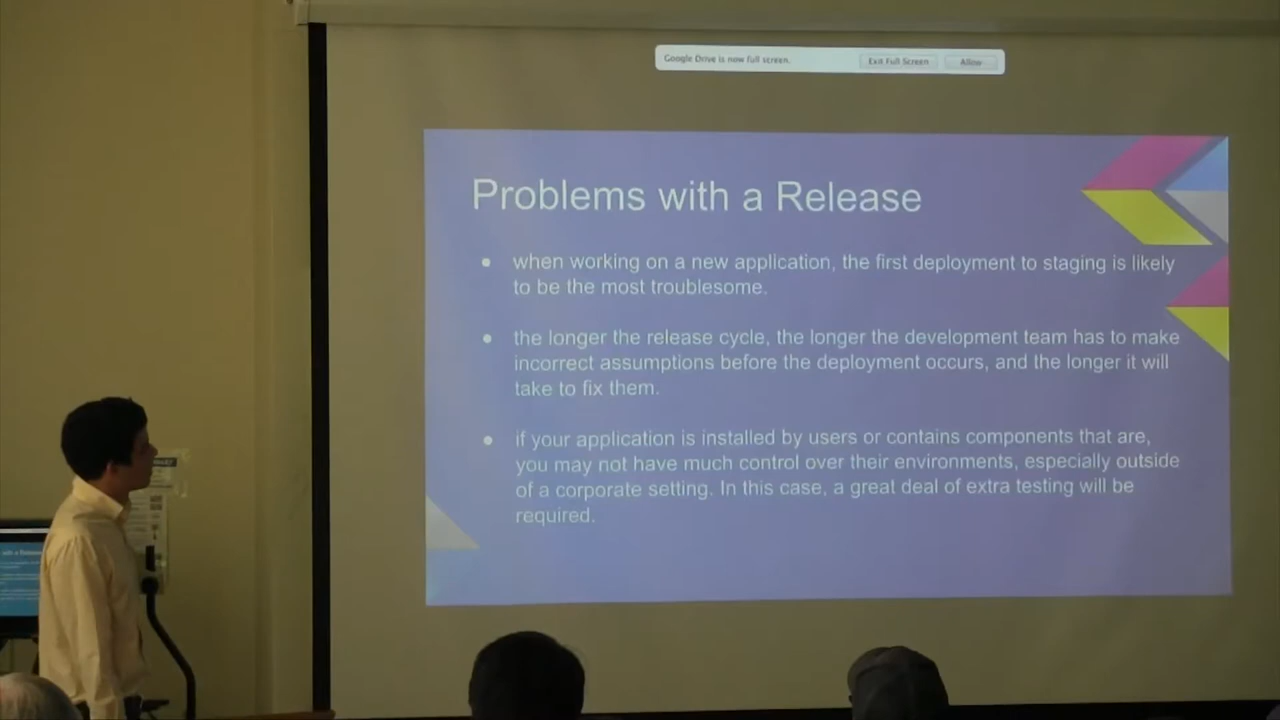 Google Drive is now full screen.
Exit Full Screen
Allow
Problems with a Release
● when working on a new application, the first deployment to staging is likely
to be the most troublesome.
● the longer the release cycle, the longer the development team has to make
incorrect assumptions before the deployment occurs, and the longer it will
take to fix them.
● if your application is installed by users or contains components that are,
you may not have much control over their environments, especially outside
of a corporate setting. In this case, a great deal of extra testing will be
required.